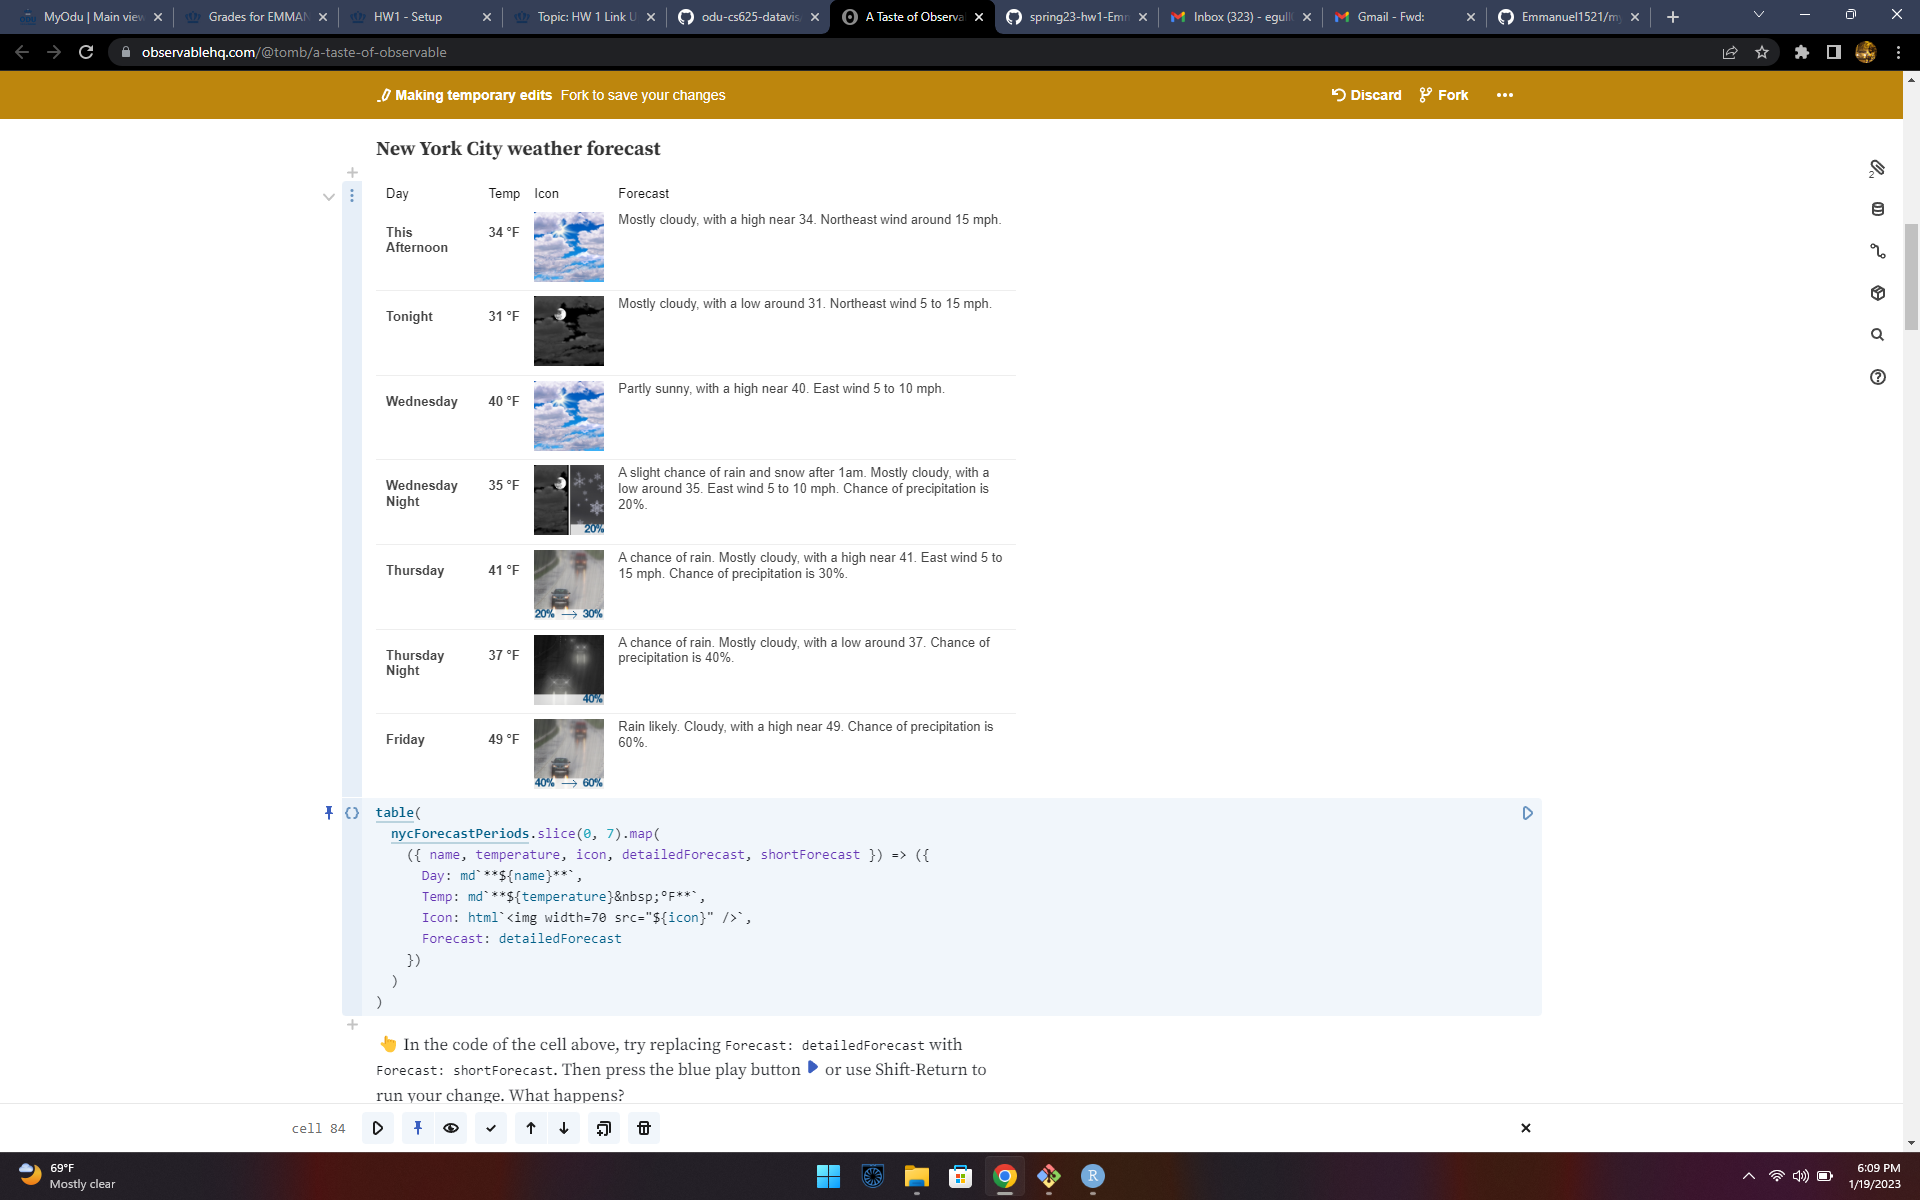 MyOdu | Main view
Grades for EMMAN
HW1 - Setup
Topic: HW 1 Link U
odu-cs625-datavis
A Taste of Observa
spring23-hw1-Emm
Inbox (323) - egull
Gmail - Fwd:
Emmanuel1521/my
observablehq.com/@tomb/a-taste-of-observable
Making temporary edits Fork to save your changes
Discard
Fork
New York City weather forecast
Day Temp Icon Forecast
This Afternoon 34 °F Mostly cloudy, with a high near 34. Northeast wind around 15 mph.
Tonight 31 °F Mostly cloudy, with a low around 31. Northeast wind 5 to 15 mph.
Wednesday 40 °F Partly sunny, with a high near 40. East wind 5 to 10 mph.
Wednesday Night 35 °F A slight chance of rain and snow after 1am. Mostly cloudy, with a
low around 35. East wind 5 to 10 mph. Chance of precipitation is
20%.
20%
Thursday 41 °F A chance of rain. Mostly cloudy, with a high near 41. East wind 5 to
15 mph. Chance of precipitation is 30%.
20% → 30%
Thursday Night 37 °F A chance of rain. Mostly cloudy, with a low around 37. Chance of
precipitation is 40%.
40%
Friday 49 °F Rain likely. Cloudy, with a high near 49. Chance of precipitation is
60%.
40% → 60%
2
{} table(
nycForecastPeriods.slice(0, 7).map(
({ name, temperature, icon, detailedForecast, shortForecast }) => ({
Day: md`**${name}**`,
Temp: md`**${temperature}&nbsp;°F**`,
Icon: html`<img width=70 src="${icon}" />`,
Forecast: detailedForecast
})
)
)
👆 In the code of the cell above, try replacing Forecast: detailedForecast with
Forecast: shortForecast. Then press the blue play button or use Shift-Return to
run your change. What happens?
cell 84
69°F
Mostly clear
6:09 PM
1/19/2023